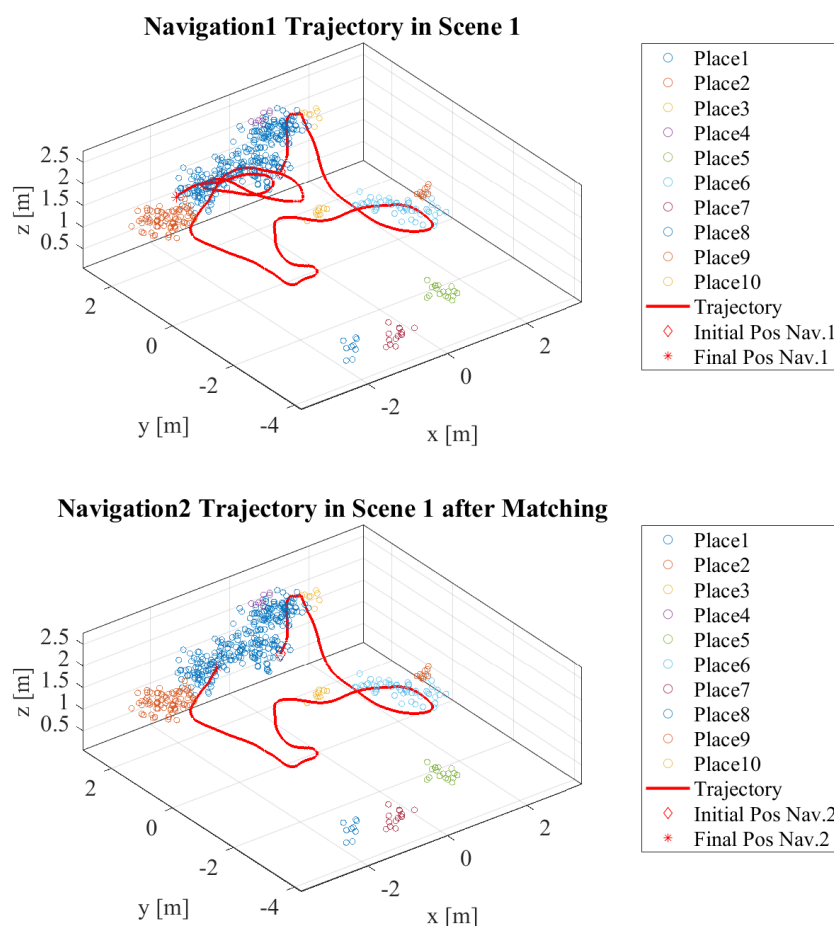 Navigation1 Trajectory in Scene 1
Place1
Place2
Place3
Place4
Place5
Place6
Place7
Place8
Place9
Place10
Trajectory
Initial Pos Nav.1
Final Pos Nav.1
2.5
2
1.5
1
0.5
z [m]
2
0
-2
-4
y [m]
-2
0
2
x [m]
Navigation2 Trajectory in Scene 1 after Matching
Place1
Place2
Place3
Place4
Place5
Place6
Place7
Place8
Place9
Place10
Trajectory
Initial Pos Nav.2
Final Pos Nav.2
2.5
2
1.5
1
0.5
z [m]
2
0
-2
-4
y [m]
-2
0
2
x [m]